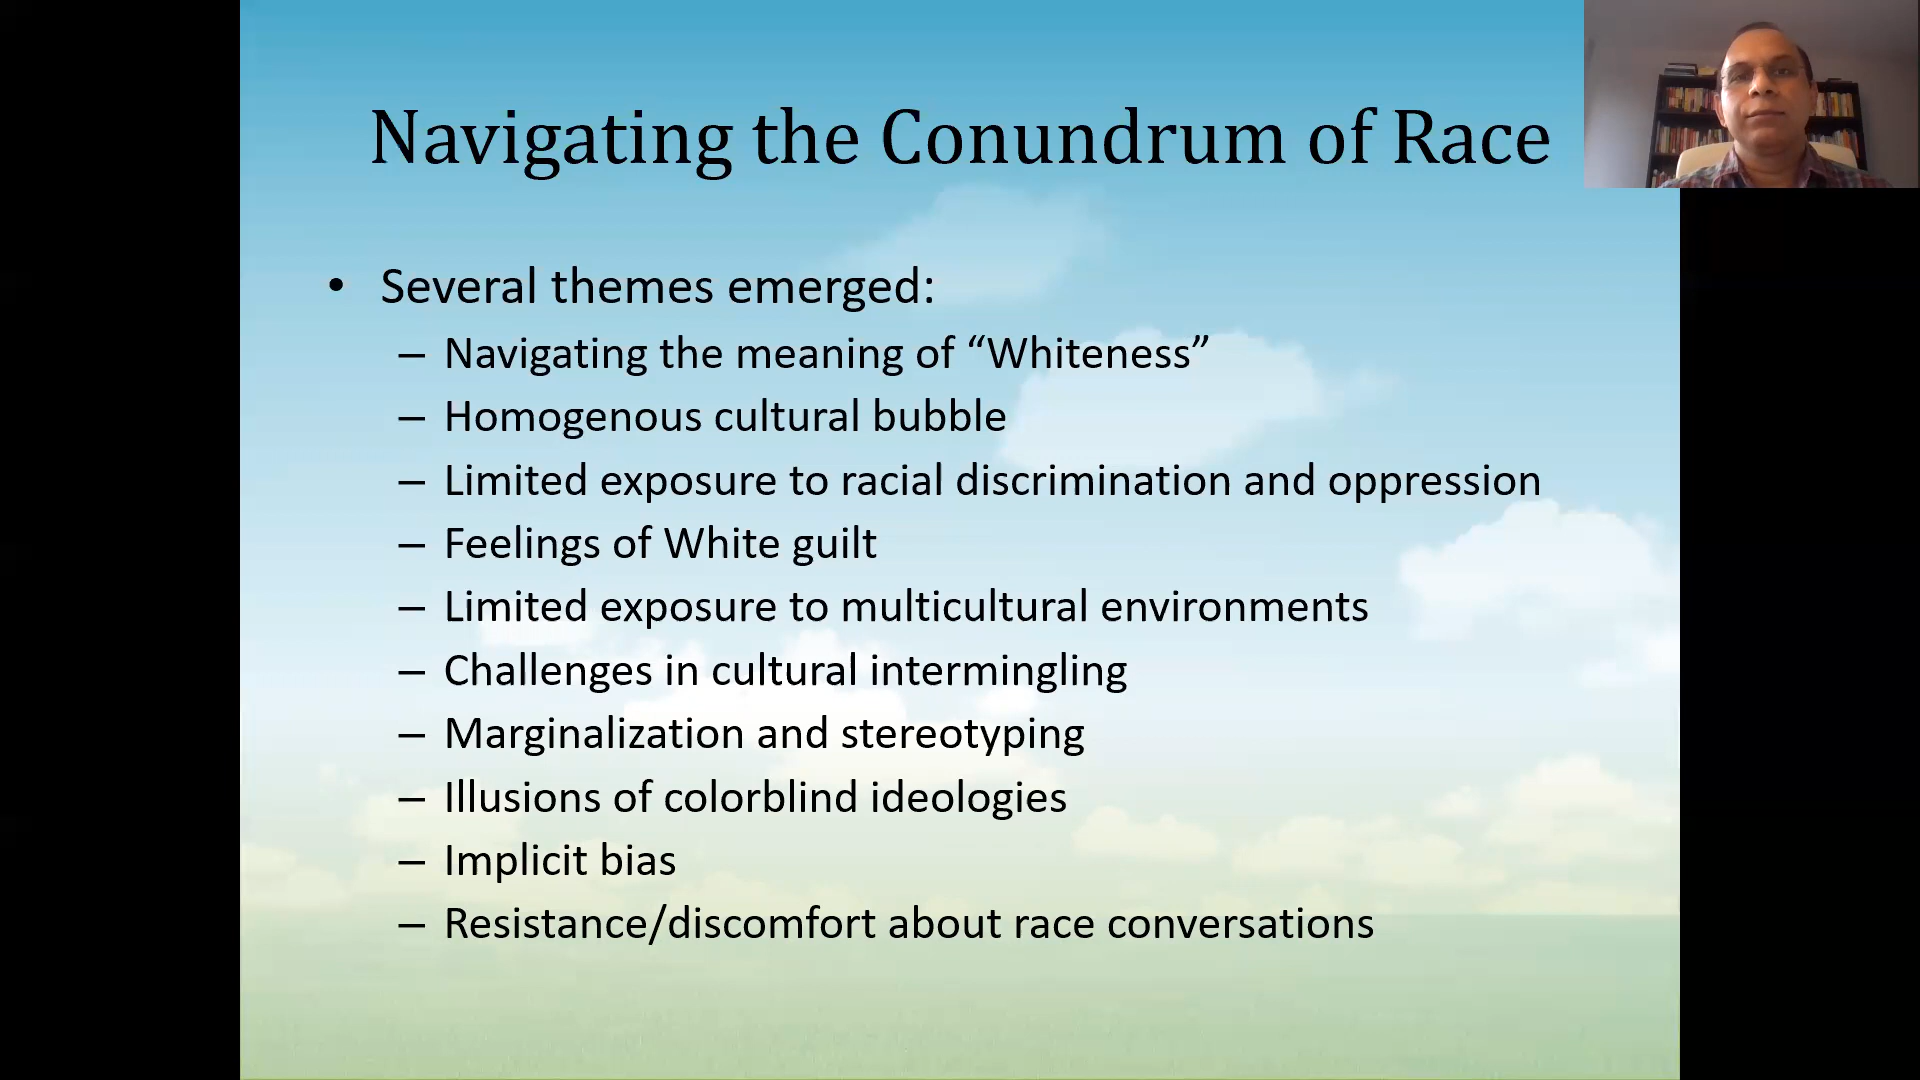 Navigating the Conundrum of Race
• Several themes emerged:
– Navigating the meaning of “Whiteness”
– Homogenous cultural bubble
– Limited exposure to racial discrimination and oppression
– Feelings of White guilt
– Limited exposure to multicultural environments
– Challenges in cultural intermingling
– Marginalization and stereotyping
– Illusions of colorblind ideologies
– Implicit bias
– Resistance/discomfort about race conversations